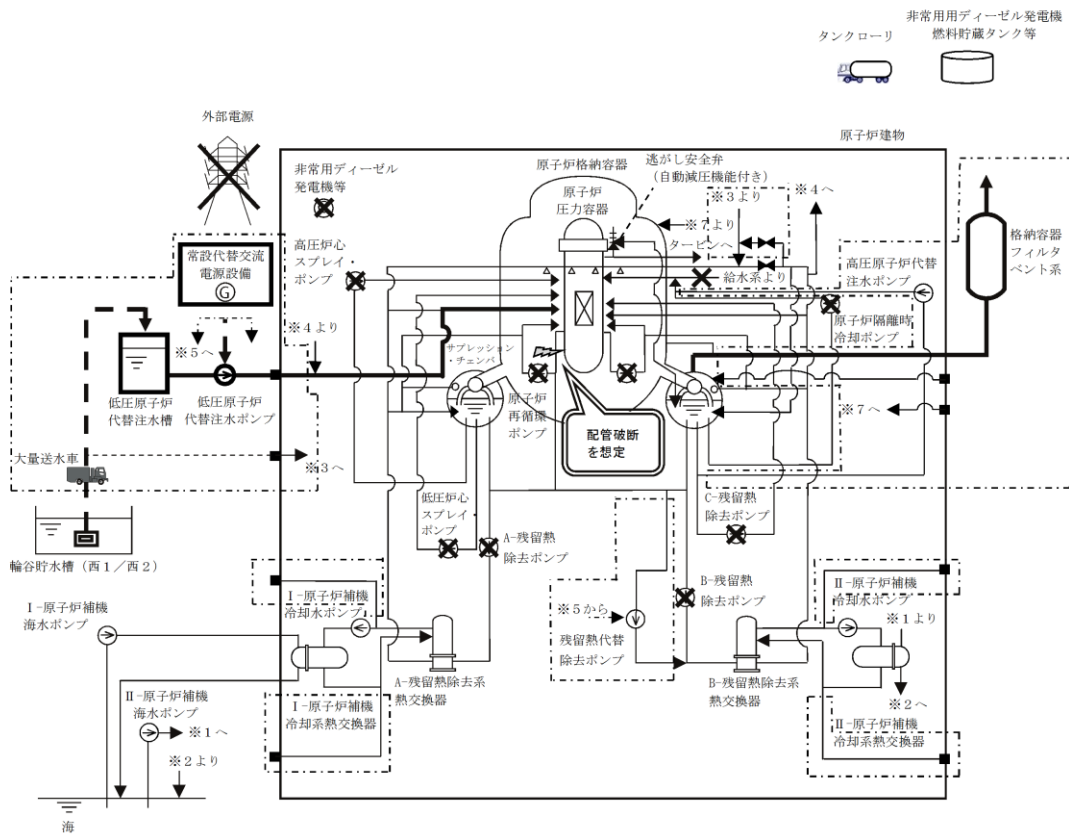 非常用用ディーゼル発電機
燃料貯蔵タンク等
タンクローリ
外部電源
原子炉建物
非常用ディーゼル
発電機等
原子炉格納容器
逃がし安全弁
(自動減圧機能付き)
原子炉
圧力容器
※3より
※4へ
※7より
タービンへ
高圧炉心
スプレイ・
ポンプ
常設代替交流
電源設備
G
格納容器
フィルタ
ベント系
高圧原子炉代替
注水ポンプ
給水系より
原子炉隔離時
冷却ポンプ
※4より
※5へ
サプレッション
・チェンバ
低圧原子炉
代替注水槽
低圧原子炉
代替注水ポンプ
原子炉
再循環
ポンプ
配管破断
を想定
※7へ
大量送水車
※3へ
低圧炉心
スプレイ・
ポンプ
A-残留熱
除去ポンプ
C-残留熱
除去ポンプ
輪谷貯水槽(西1/西2)
B-残留熱
除去ポンプ
Ⅰ-原子炉補機
冷却水ポンプ
Ⅱ-原子炉補機
冷却水ポンプ
Ⅰ-原子炉補機
海水ポンプ
※5から
※1より
残留熱代替
除去ポンプ
A-残留熱除去系
熱交換器
B-残留熱除去系
熱交換器
※2へ
Ⅱ-原子炉補機
海水ポンプ
Ⅰ-原子炉補機
冷却系熱交換器
※1へ
Ⅱ-原子炉補機
冷却系熱交換器
※2より
海